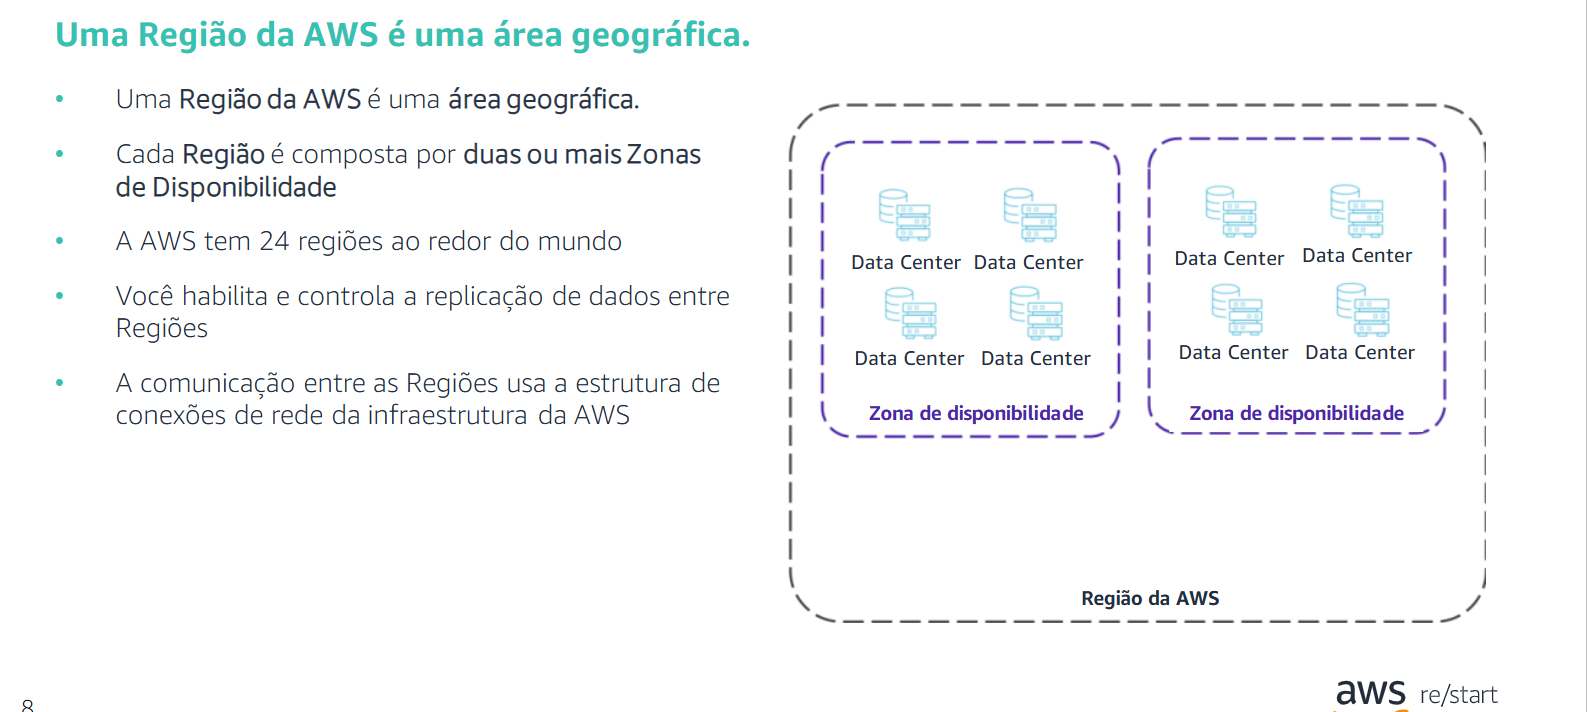 Uma Região da AWS é uma área geográfica.
• Uma Região da AWS é uma área geográfica.
• Cada Região é composta por duas ou mais Zonas
de Disponibilidade
• A AWS tem 24 regiões ao redor do mundo
• Você habilita e controla a replicação de dados entre
Regiões
• A comunicação entre as Regiões usa a estrutura de
conexões de rede da infraestrutura da AWS
Data Center Data Center
Data Center Data Center
Zona de disponibilidade
Data Center Data Center
Data Center Data Center
Zona de disponibilidade
Região da AWS
8
aws re/start